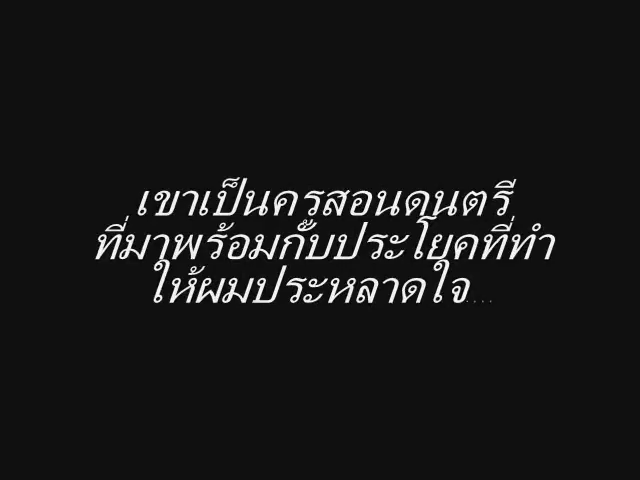 เขาเป็นครูสอนดนตรี
ที่มาพร้อมกับประโยคที่ทำ
ให้ผมประหลาดใจ....